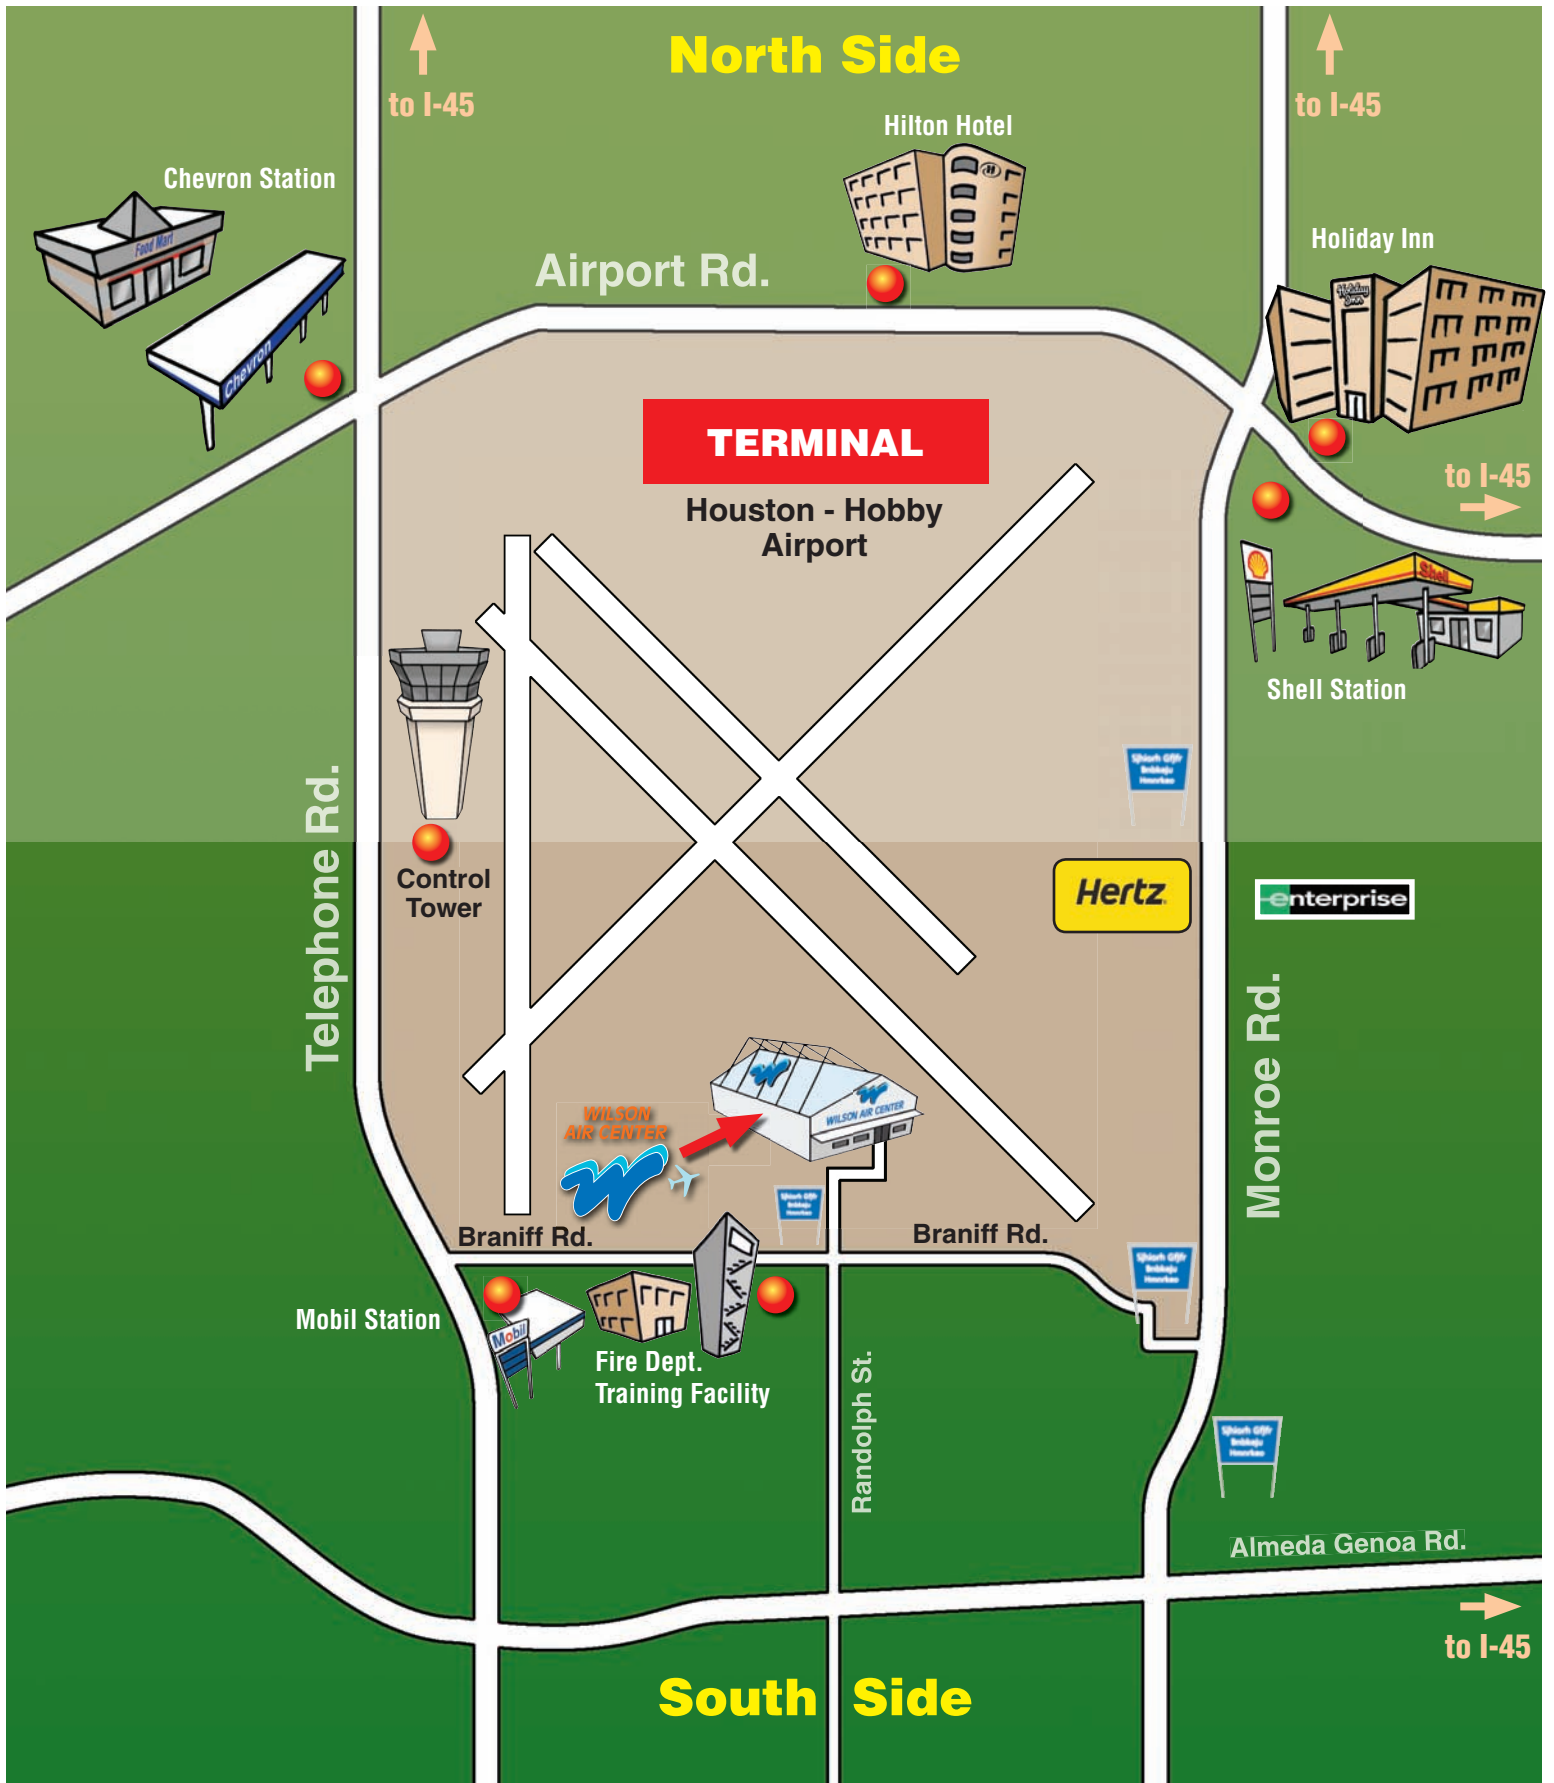 North Side
to I-45
to I-45
Hilton Hotel
Chevron Station
Food Mart
Holiday Inn
Holiday
Inn
Airport Rd.
Chevron
TERMINAL
to I-45
Houston - Hobby
Airport
Shell
Shell Station
Telephone Rd.
Control
Tower
Hertz
enterprise
Monroe Rd.
WILSON
AIR CENTER
WILSON AIR CENTER
Braniff Rd.
Braniff Rd.
Mobil Station
Mobil
Fire Dept.
Training Facility
Randolph St.
Almeda Genoa Rd.
to I-45
South Side